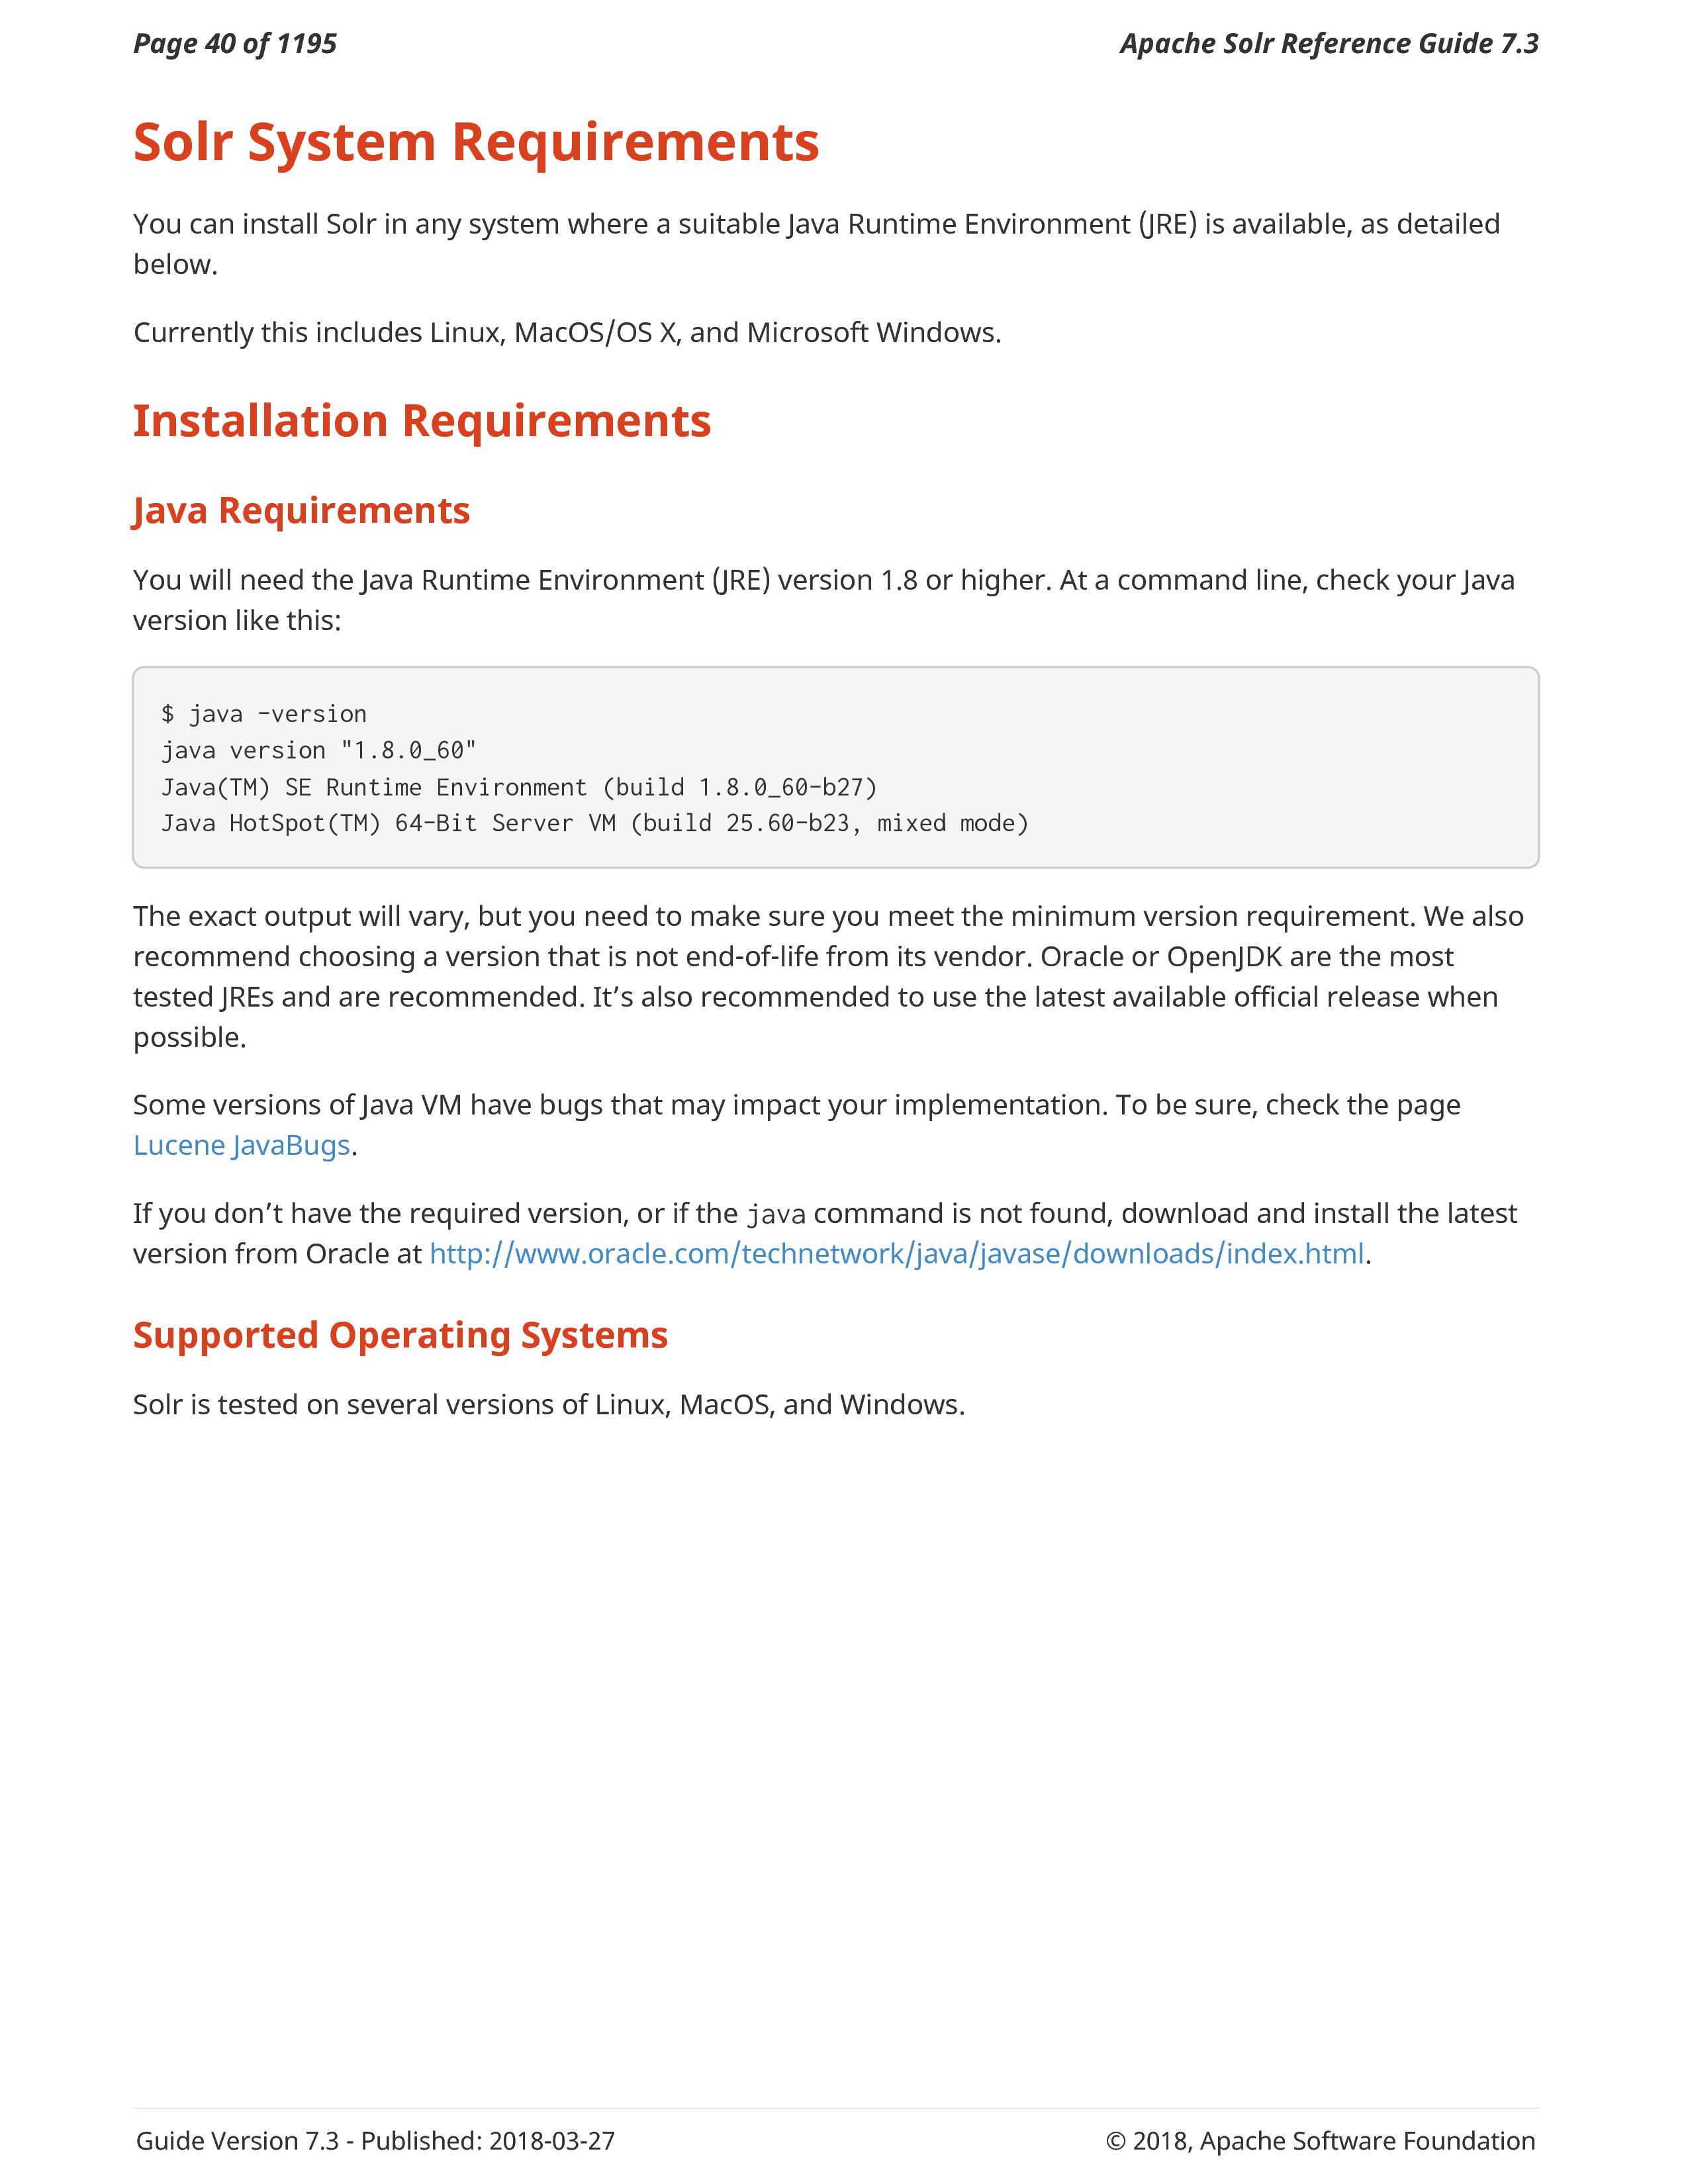 Page 40 of 1195
Apache Solr Reference Guide 7.3
Solr System Requirements
You can install Solr in any system where a suitable Java Runtime Environment (JRE) is available, as detailed
below.
Currently this includes Linux, MacOS/OS X, and Microsoft Windows.
Installation Requirements
Java Requirements
You will need the Java Runtime Environment (JRE) version 1.8 or higher. At a command line, check your Java
version like this:
$ java -version
java version "1.8.0_60"
Java(TM) SE Runtime Environment (build 1.8.0_60-b27)
Java HotSpot(TM) 64-Bit Server VM (build 25.60-b23, mixed mode)
The exact output will vary, but you need to make sure you meet the minimum version requirement. We also
recommend choosing a version that is not end-of-life from its vendor. Oracle or OpenJDK are the most
tested JREs and are recommended. It’s also recommended to use the latest available official release when
possible.
Some versions of Java VM have bugs that may impact your implementation. To be sure, check the page
Lucene JavaBugs.
If you don’t have the required version, or if the java command is not found, download and install the latest
version from Oracle at http://www.oracle.com/technetwork/java/javase/downloads/index.html.
Supported Operating Systems
Solr is tested on several versions of Linux, MacOS, and Windows.
Guide Version 7.3 - Published: 2018-03-27
© 2018, Apache Software Foundation